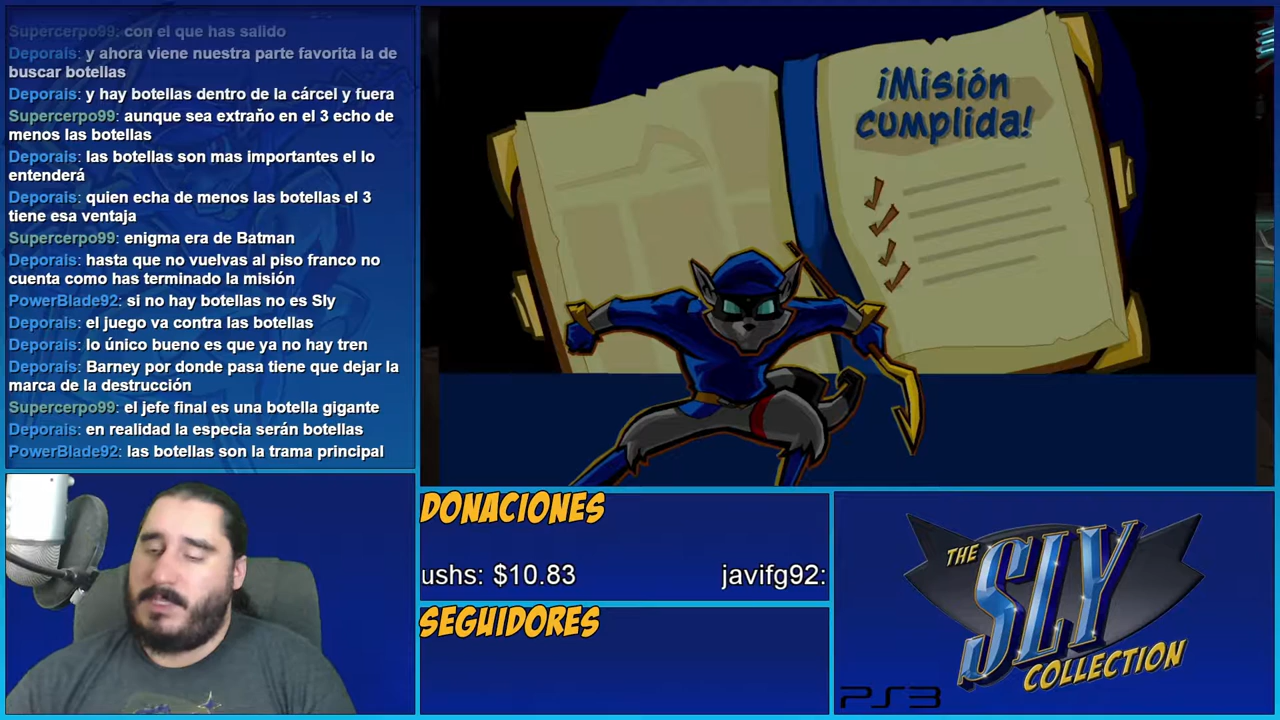 Supercerpo99: con el que has salido
Deporais: y ahora viene nuestra parte favorita la de
buscar botellas
Deporais: y hay botellas dentro de la cárcel y fuera
Supercerpo99: aunque sea extraño en el 3 echo de
menos las botellas
Deporais: las botellas son mas importantes el lo
entenderá
Deporais: quien echa de menos las botellas el 3
tiene esa ventaja
Supercerpo99: enigma era de Batman
Deporais: hasta que no vuelvas al piso franco no
cuenta como has terminado la misión
PowerBlade92: si no hay botellas no es Sly
Deporais: el juego va contra las botellas
Deporais: lo único bueno es que ya no hay tren
Deporais: Barney por donde pasa tiene que dejar la
marca de la destrucción
Supercerpo99: el jefe final es una botella gigante
Deporais: en realidad la especia serán botellas
PowerBlade92: las botellas son la trama principal
¡Misión
cumplida!
DONACIONES
ushs: $10.83 javifg92:
SEGUIDORES
THE
SLY
COLLECTION
PS3